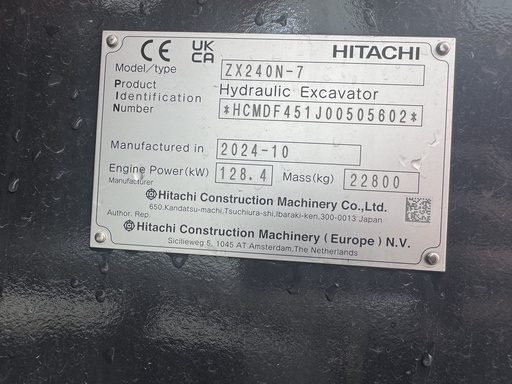 CE UK CA HITACHI
Model/type ZX240N-7
Product Hydraulic Excavator
Identification
Number *HCMDF451J00505602*
Manufactured in 2024-10
Engine Power(kW) 128.4 Mass(kg) 22800
Manufacturer
Hitachi Construction Machinery Co.,Ltd.
650,Kandatsu-machi,Tsuchiura-shi,Ibaraki-ken,300-0013 Japan
Author. Rep.
Hitachi Construction Machinery (Europe) N.V.
Sicilieweg 5, 1045 AT Amsterdam,The Netherlands